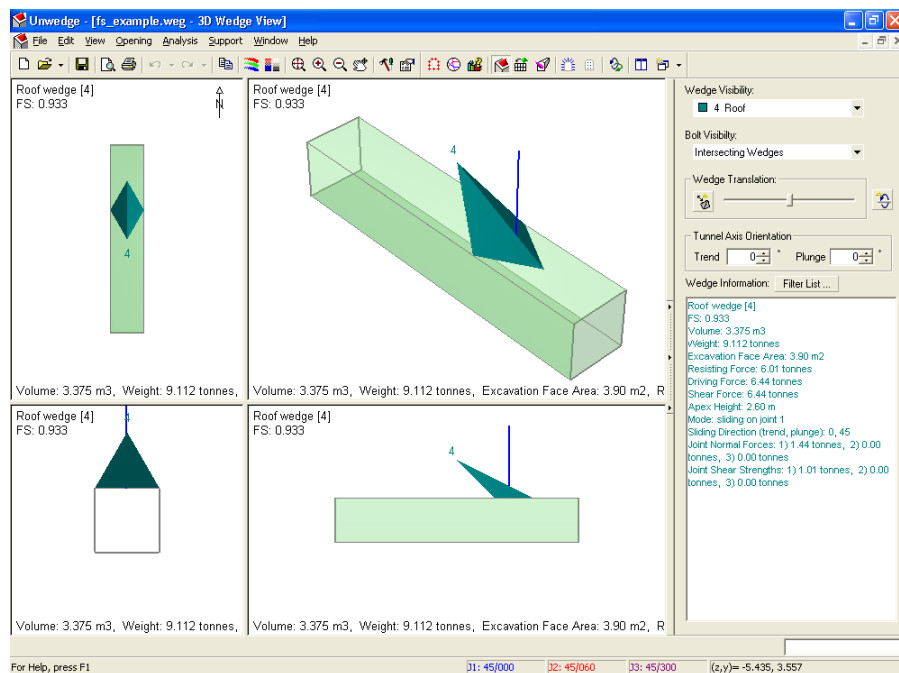 Unwedge - [fs_example.weg - 3D Wedge View]
File Edit View Opening Analysis Support Window Help
Roof wedge [4]
FS: 0.933
N
4
Volume: 3.375 m3, Weight: 9.112 tonnes,
Roof wedge [4]
FS: 0.933
4
Volume: 3.375 m3, Weight: 9.112 tonnes, Excavation Face Area: 3.90 m2, R
Roof wedge [4]
FS: 0.933
4
Volume: 3.375 m3, Weight: 9.112 tonnes,
Roof wedge [4]
FS: 0.933
4
Volume: 3.375 m3, Weight: 9.112 tonnes, Excavation Face Area: 3.90 m2, R
Wedge Visibility:
4 Roof
Bolt Visibilty:
Intersecting Wedges
Wedge Translation:
Tunnel Axis Orientation
Trend 0 ° Plunge 0 °
Wedge Information: Filter List ...
Roof wedge [4]
FS: 0.933
Volume: 3.375 m3
Weight: 9.112 tonnes
Excavation Face Area: 3.90 m2
Resisting Force: 6.01 tonnes
Driving Force: 6.44 tonnes
Shear Force: 6.44 tonnes
Apex Height: 2.60 m
Mode: sliding on joint 1
Sliding Direction (trend, plunge): 0, 45
Joint Normal Forces: 1) 1.44 tonnes, 2) 0.00
tonnes, 3) 0.00 tonnes
Joint Shear Strengths: 1) 1.01 tonnes, 2) 0.00
tonnes, 3) 0.00 tonnes
For Help, press F1
J1: 45/000 J2: 45/060 J3: 45/300 (z,y)= -5.435, 3.557